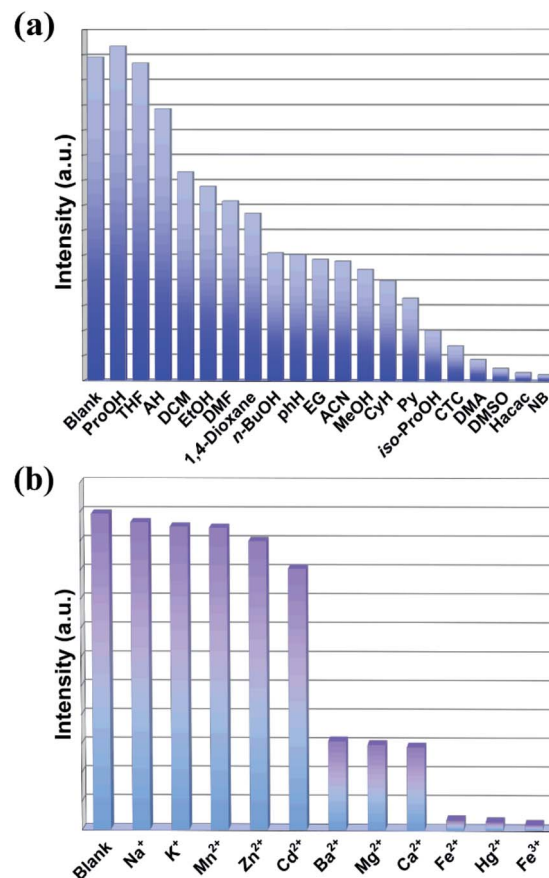 (a)
Intensity (a.u.)
Blank
ProOH
THF
AH
DCM
EtOH
DMF
1,4-Dioxane
n-BuOH
phH
EG
ACN
MeOH
CyH
Py
iso-ProOH
CTC
DMA
DMSO
Hacac
NB
(b)
Intensity (a.u.)
Blank
Na⁺
K⁺
Mn²⁺
Zn²⁺
Cd²⁺
Ba²⁺
Mg²⁺
Ca²⁺
Fe²⁺
Hg²⁺
Fe³⁺